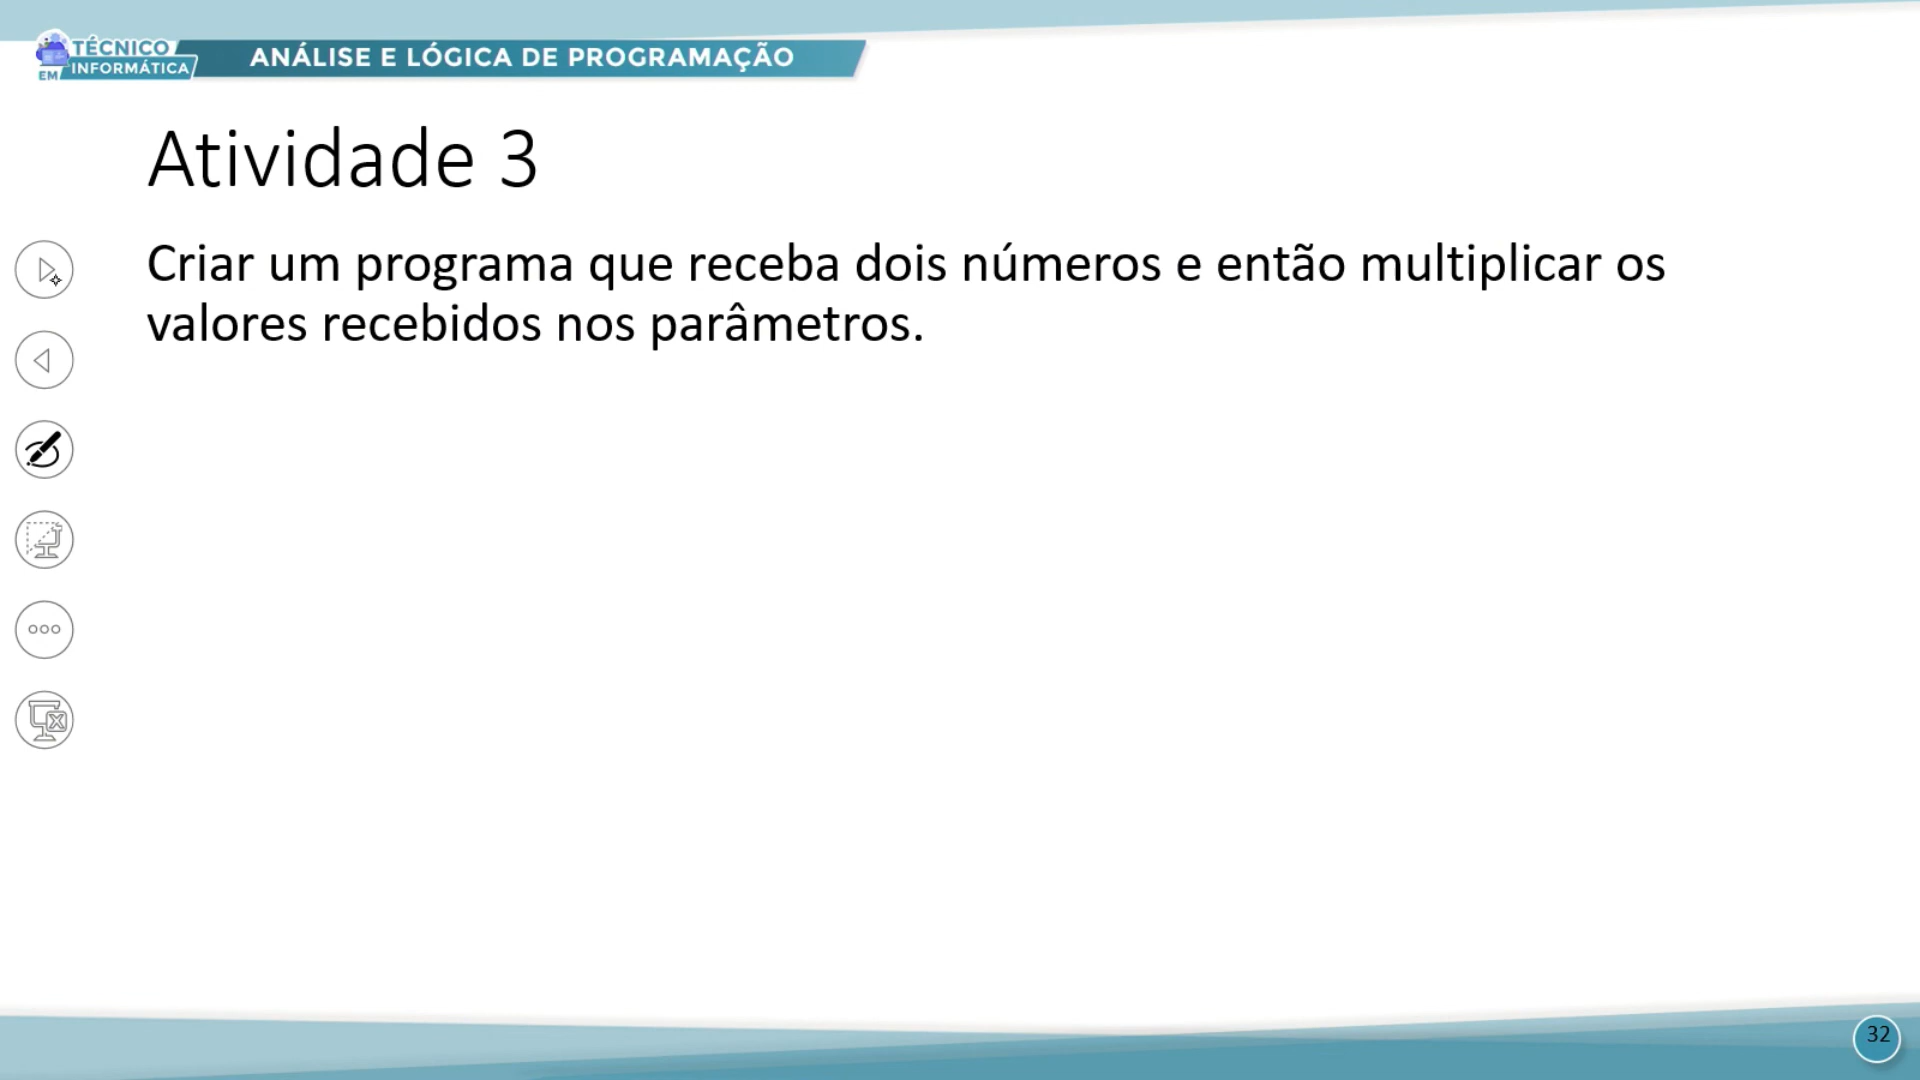 TÉCNICO
EM INFORMÁTICA
ANÁLISE E LÓGICA DE PROGRAMAÇÃO
Atividade 3
Criar um programa que receba dois números e então multiplicar os
valores recebidos nos parâmetros.
32